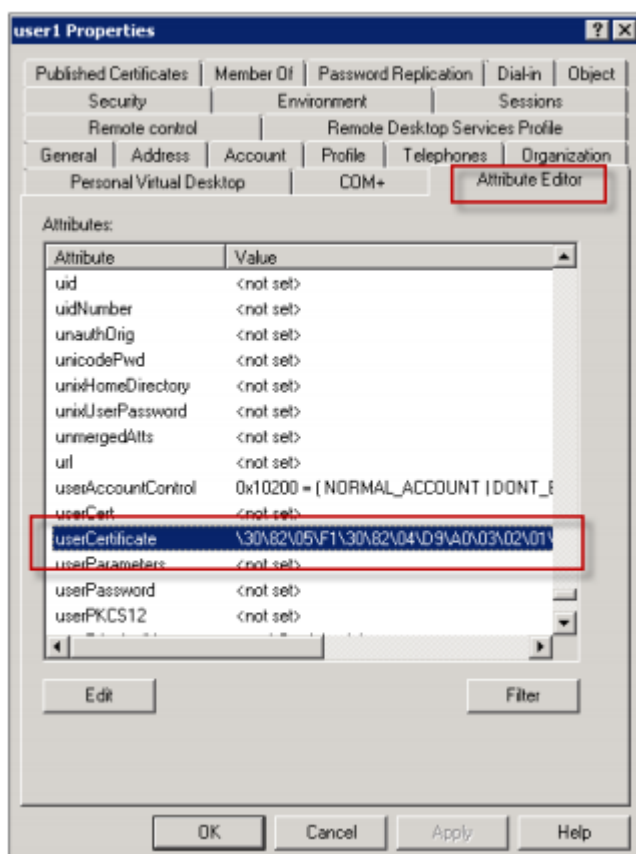 user1 Properties
Published Certificates Member Of Password Replication Dial-in Object
Security Environment Sessions
Remote control Remote Desktop Services Profile
General Address Account Profile Telephones Organization
Personal Virtual Desktop COM+ Attribute Editor
Attributes:
Attribute Value
uid <not set>
uidNumber <not set>
unauthOrig <not set>
unicodePwd <not set>
unixHomeDirectory <not set>
unixUserPassword <not set>
unmergedAtts <not set>
url <not set>
userAccountControl 0x10200 = ( NORMAL_ACCOUNT | DONT_E
userCert <not set>
userCertificate \30\82\05\F1\30\82\04\D9\A0\03\02\01\
userParameters <not set>
userPassword <not set>
userPKCS12 <not set>
Edit Filter
OK Cancel Apply Help